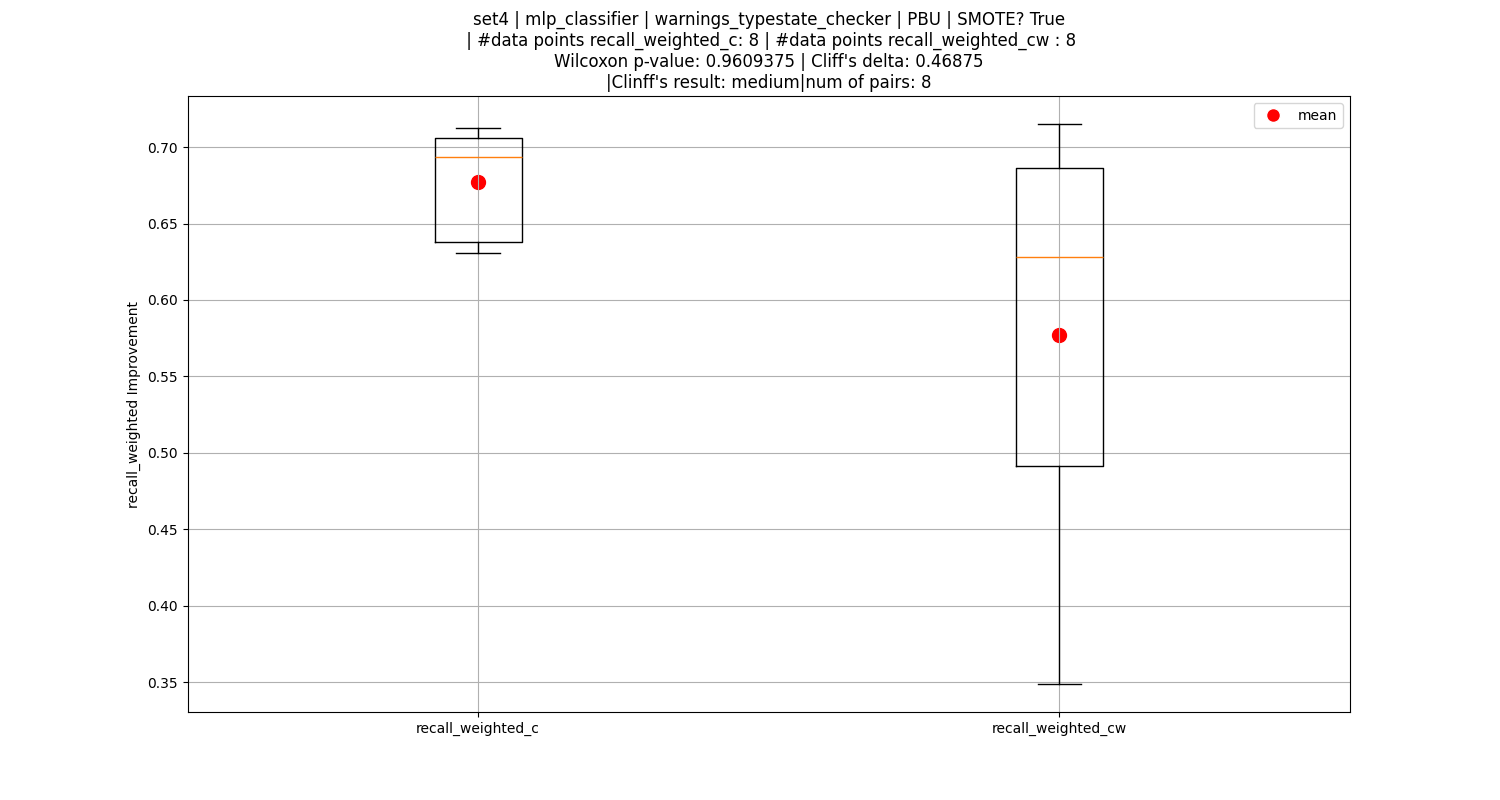 set4 | mlp_classifier | warnings_typestate_checker | PBU | SMOTE? True
| #data points recall_weighted_c: 8 | #data points recall_weighted_cw : 8
Wilcoxon p-value: 0.9609375 | Cliff's delta: 0.46875
|Clinff's result: medium|num of pairs: 8
mean
recall_weighted Improvement
0.70
0.65
0.60
0.55
0.50
0.45
0.40
0.35
recall_weighted_c
recall_weighted_cw